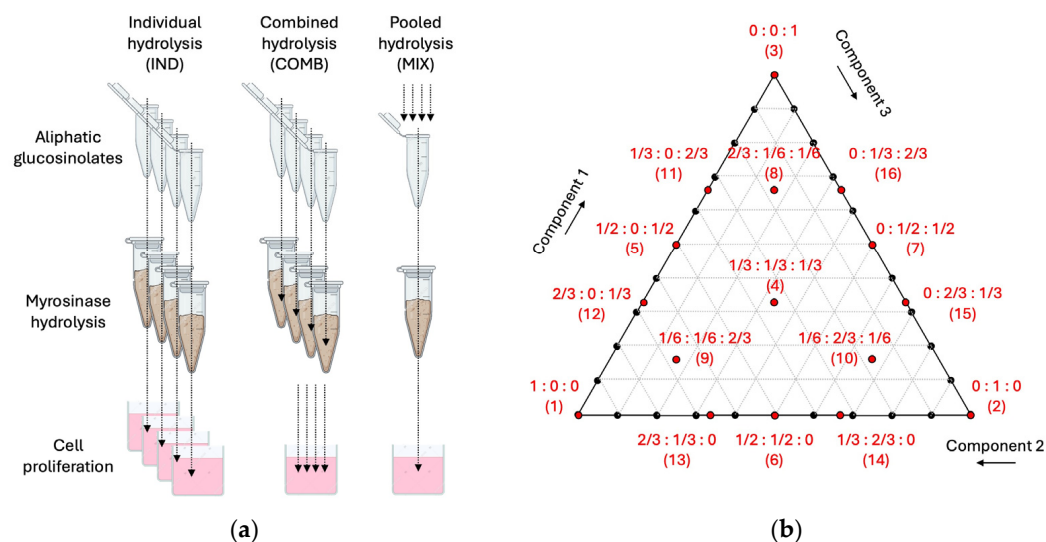 Individual
hydrolysis
(IND)
Combined
hydrolysis
(COMB)
Pooled
hydrolysis
(MIX)
Aliphatic
glucosinolates
Myrosinase
hydrolysis
Cell
proliferation
(a)
0 : 0 : 1
(3)
Component 3
1/3 : 0 : 2/3
(11)
2/3 : 1/6 : 1/6
(8)
0 : 1/3 : 2/3
(16)
Component 1
1/2 : 0 : 1/2
(5)
0 : 1/2 : 1/2
(7)
1/3 : 1/3 : 1/3
(4)
2/3 : 0 : 1/3
(12)
0 : 2/3 : 1/3
(15)
1/6 : 1/6 : 2/3
(9)
1/6 : 2/3 : 1/6
(10)
1 : 0 : 0
(1)
0 : 1 : 0
(2)
2/3 : 1/3 : 0
(13)
1/2 : 1/2 : 0
(6)
1/3 : 2/3 : 0
(14)
Component 2
(b)